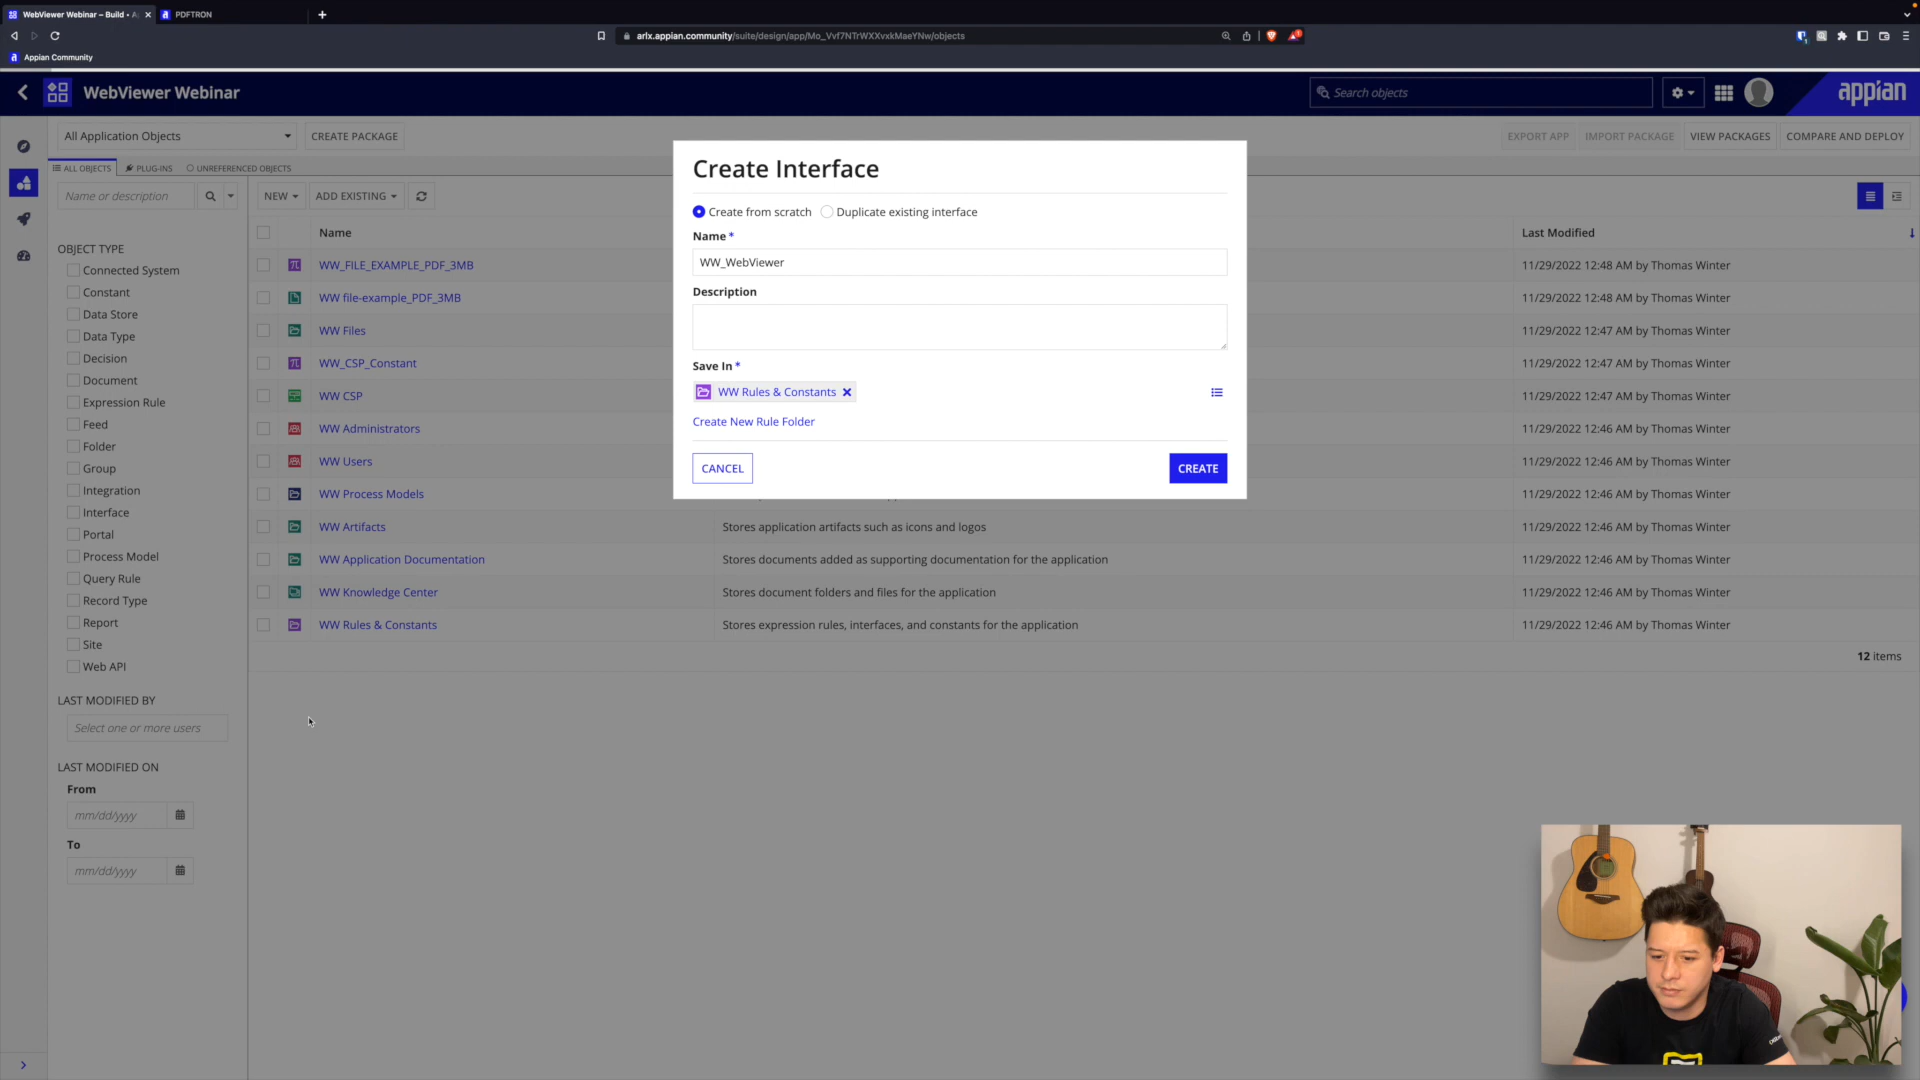 WebViewer Webinar – Build • A
PDFTRON
arlx.appian.community/suite/design/app/Mo_Vvf7NTrWXXvxkMaeYNw/objects
Appian Community
WebViewer Webinar
Search objects
appian
All Application Objects
CREATE PACKAGE
EXPORT APP
IMPORT PACKAGE
VIEW PACKAGES
COMPARE AND DEPLOY
ALL OBJECTS
PLUG-INS
UNREFERENCED OBJECTS
Name or description
NEW
ADD EXISTING
OBJECT TYPE
Connected System
Constant
Data Store
Data Type
Decision
Document
Expression Rule
Feed
Folder
Group
Integration
Interface
Portal
Process Model
Query Rule
Record Type
Report
Site
Web API
LAST MODIFIED BY
Select one or more users
LAST MODIFIED ON
From
mm/dd/yyyy
To
mm/dd/yyyy
Name
Last Modified
WW_FILE_EXAMPLE_PDF_3MB
11/29/2022 12:48 AM by Thomas Winter
WW file-example_PDF_3MB
11/29/2022 12:48 AM by Thomas Winter
WW Files
11/29/2022 12:47 AM by Thomas Winter
WW_CSP_Constant
11/29/2022 12:47 AM by Thomas Winter
WW CSP
11/29/2022 12:47 AM by Thomas Winter
WW Administrators
11/29/2022 12:46 AM by Thomas Winter
WW Users
11/29/2022 12:46 AM by Thomas Winter
WW Process Models
11/29/2022 12:46 AM by Thomas Winter
WW Artifacts
Stores application artifacts such as icons and logos
11/29/2022 12:46 AM by Thomas Winter
WW Application Documentation
Stores documents added as supporting documentation for the application
11/29/2022 12:46 AM by Thomas Winter
WW Knowledge Center
Stores document folders and files for the application
11/29/2022 12:46 AM by Thomas Winter
WW Rules & Constants
Stores expression rules, interfaces, and constants for the application
11/29/2022 12:46 AM by Thomas Winter
12 items
Create Interface
Create from scratch
Duplicate existing interface
Name *
WW_WebViewer
Description
Save In *
WW Rules & Constants
Create New Rule Folder
CANCEL
CREATE